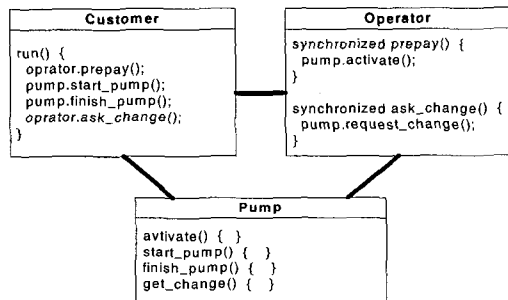 Customer
run() {
oprator.prepay();
pump.start_pump();
pump.finish_pump();
oprator.ask_change();
}
Operator
synchronized prepay() {
pump.activate();
}
synchronized ask_change() {
pump.request_change();
}
Pump
avtivate() { }
start_pump() { }
finish_pump() { }
get_change() { }